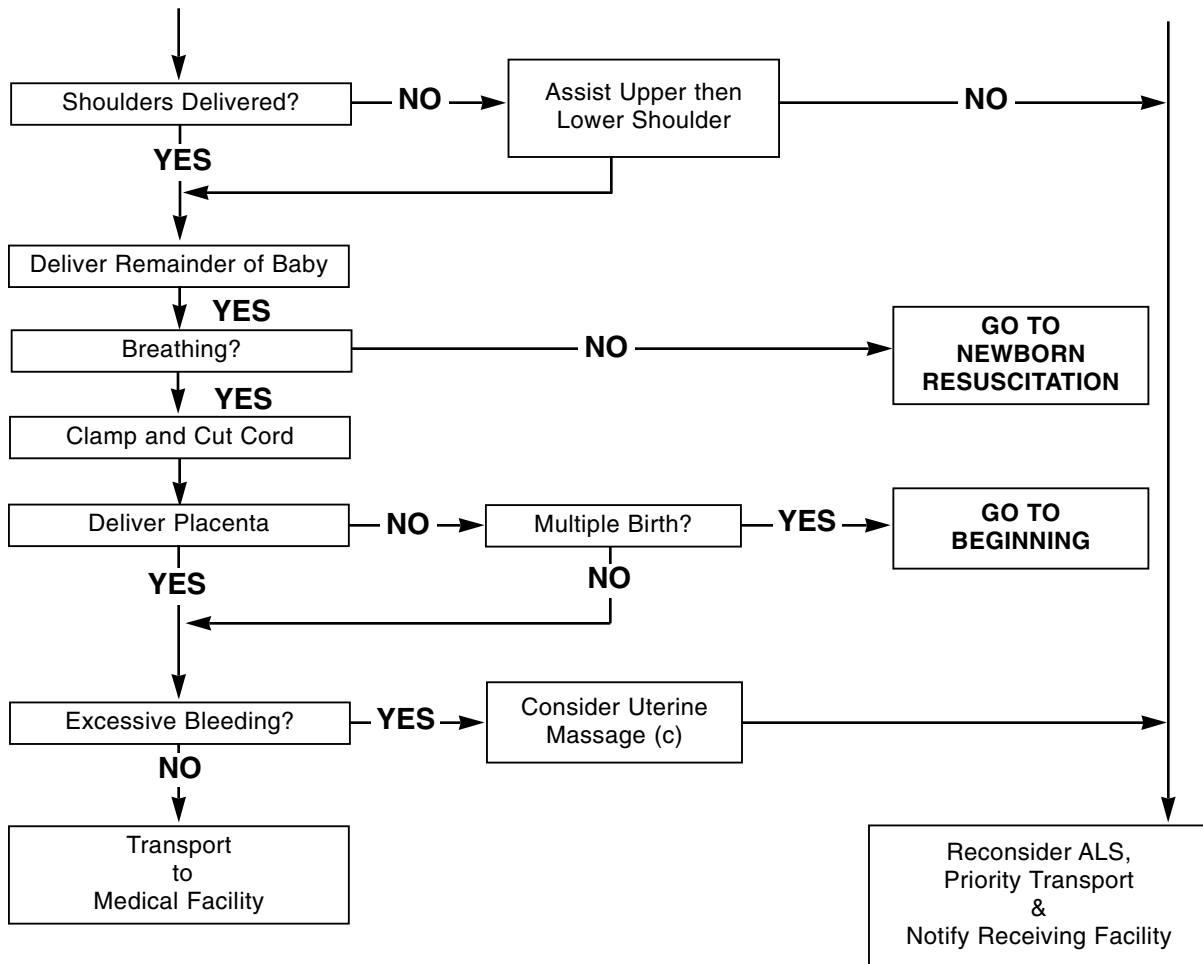 Shoulders Delivered?
NO
Assist Upper then
Lower Shoulder
NO
YES
Deliver Remainder of Baby
YES
Breathing?
NO
GO TO
NEWBORN
RESUSCITATION
YES
Clamp and Cut Cord
Deliver Placenta
NO
Multiple Birth?
YES
GO TO
BEGINNING
YES
NO
Excessive Bleeding?
YES
Consider Uterine
Massage (c)
NO
Transport
to
Medical Facility
Reconsider ALS,
Priority Transport
&
Notify Receiving Facility